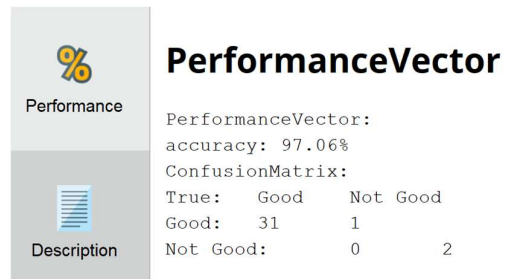 %
Performance
Description
PerformanceVector
PerformanceVector:
accuracy: 97.06%
ConfusionMatrix:
True: Good Not Good
Good: 31 1
Not Good: 0 2